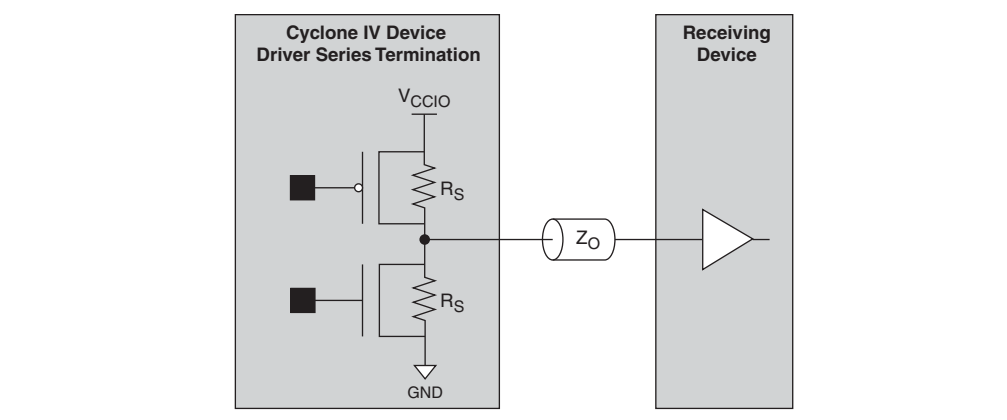 Cyclone IV Device
Driver Series Termination
Receiving
Device
VCCIO
RS
ZO
RS
GND